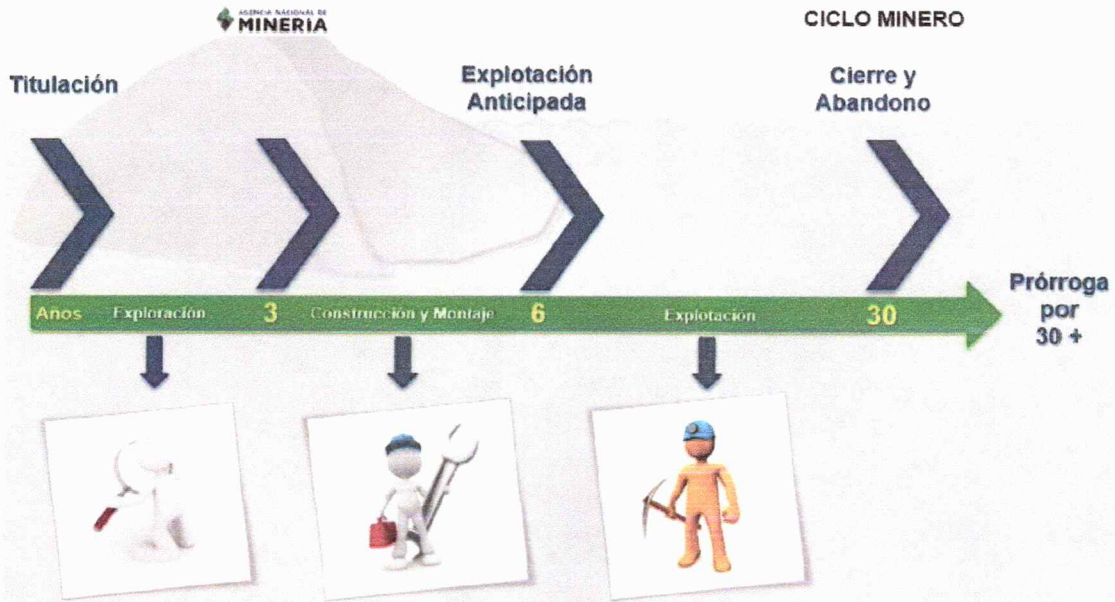 AGENCIA NACIONAL DE
MINERÍA
CICLO MINERO
Titulación
Explotación
Anticipada
Cierre y
Abandono
Años
Exploración
3
Construcción y Montaje
6
Explotación
30
Prórroga
por
30 +